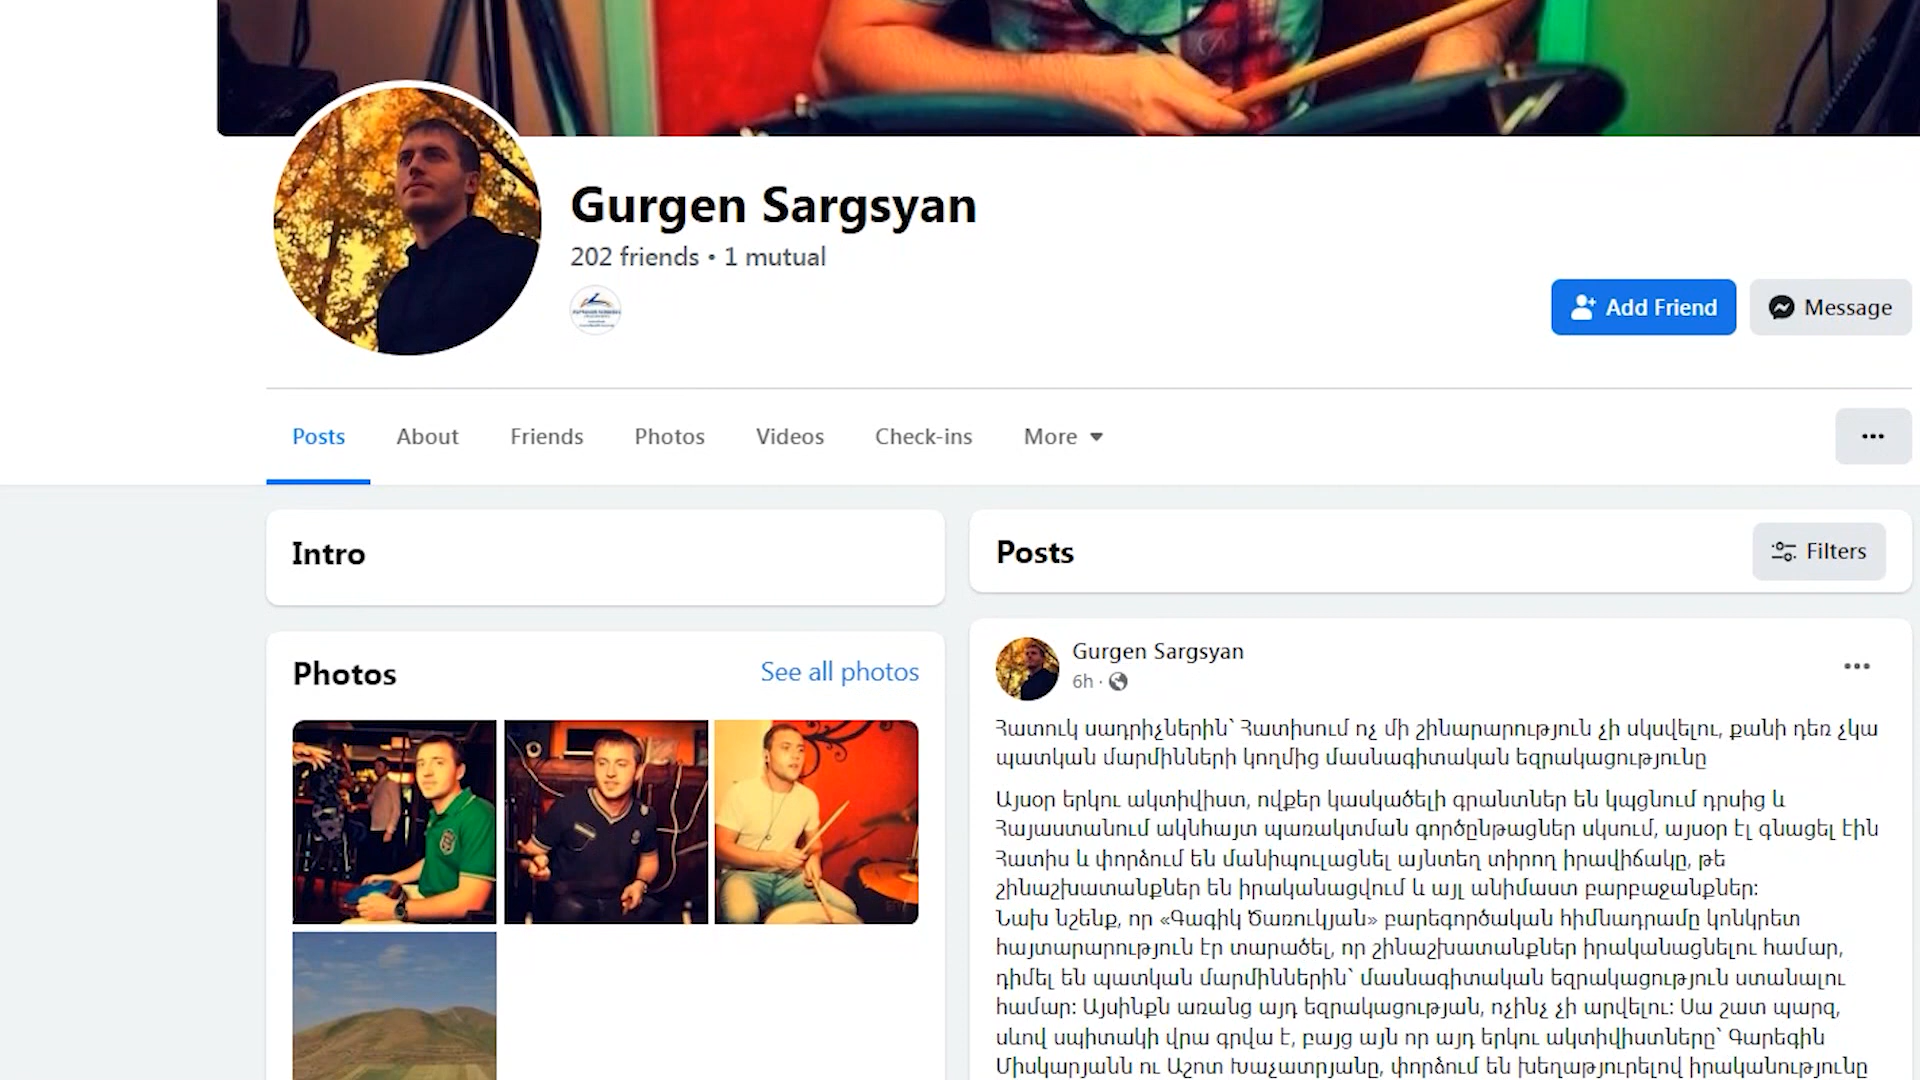 Gurgen Sargsyan
202 friends • 1 mutual
Add Friend
Message
Posts
About
Friends
Photos
Videos
Check-ins
More
Intro
Photos
See all photos
Posts
Filters
Gurgen Sargsyan
6h ·
Հատուկ սադրիչներին՝ Հատիսում ոչ մի շինարարություն չի սկսվելու, քանի դեռ չկա
պատկան մարմինների կողմից մասնագիտական եզրակացությունը
Այսօր երկու ակտիվիստ, ովքեր կասկածելի գրանտներ են կպցնում դրսից և
Հայաստանում ակնհայտ պառակտման գործընթացներ սկսում, այսօր էլ գնացել էին
Հատիս և փորձում են մանիպուլացնել այնտեղ տիրող իրավիճակը, թե
շինաշխատանքներ են իրականացվում և այլ անիմաստ բարբաջանքներ:
Նախ նշենք, որ «Գագիկ Ծառուկյան» բարեգործական հիմնադրամը կոնկրետ
հայտարարություն էր տարածել, որ շինաշխատանքներ իրականացնելու համար,
դիմել են պատկան մարմիններին՝ մասնագիտական եզրակացություն ստանալու
համար: Այսինքն առանց այդ եզրակացության, ոչինչ չի արվելու: Սա շատ պարզ,
սևով սպիտակի վրա գրվա է, բայց այն որ այդ երկու ակտիվիստները՝ Գարեգին
Միսկարյանն ու Աշոտ Խաչատրյանը, փորձում են խեղաթյուրելով իրականությունը